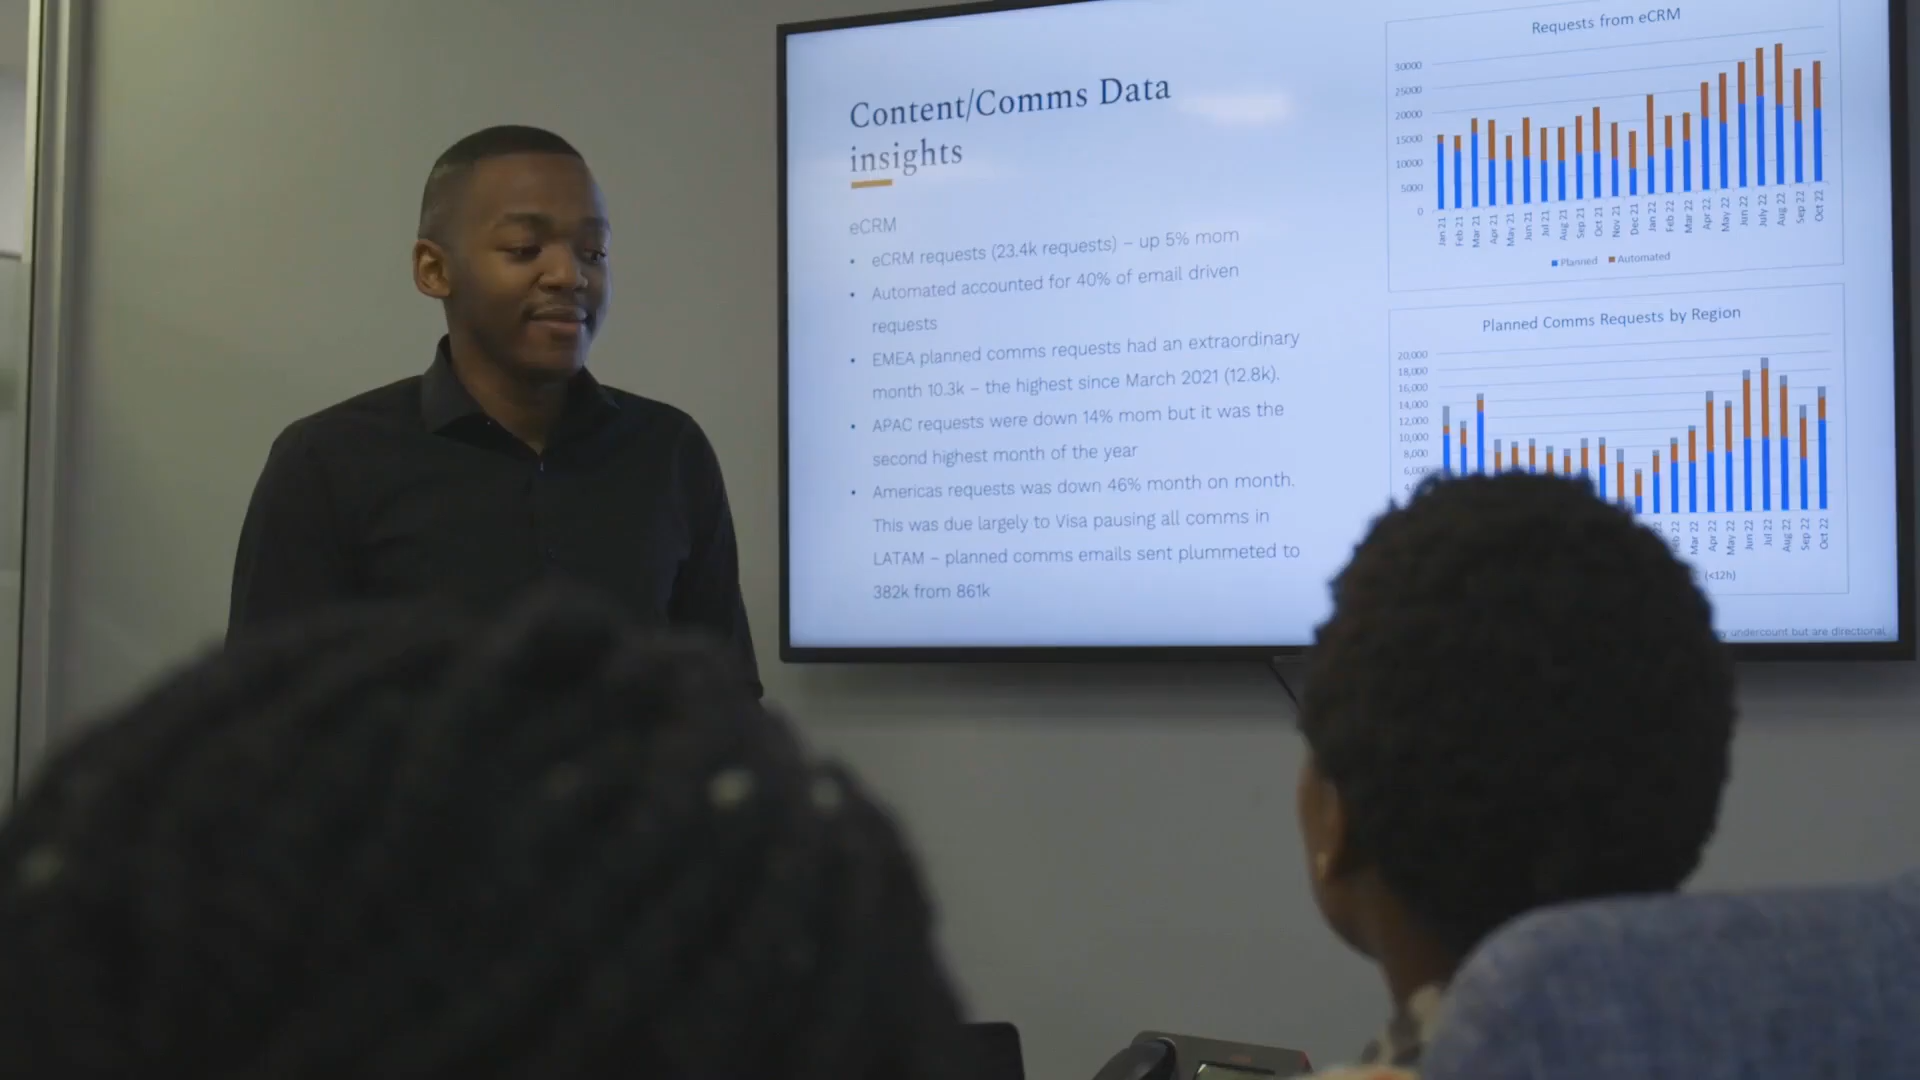 Content/Comms Data
insights
eCRM
• eCRM requests (23.4k requests) – up 5% mom
• Automated accounted for 40% of email driven
requests
• EMEA planned comms requests had an extraordinary
month 10.3k – the highest since March 2021 (12.8k).
• APAC requests were down 14% mom but it was the
second highest month of the year
• Americas requests was down 46% month on month.
This was due largely to Visa pausing all comms in
LATAM – planned comms emails sent plummeted to
382k from 861k
Requests from eCRM
30000
25000
20000
15000
10000
5000
0
Jan 21 Feb 21 Mar 21 Apr 21 May 21 Jun 21 Jul 21 Aug 21 Sep 21 Oct 21 Nov 21 Dec 21 Jan 22 Feb 22 Mar 22 Apr 22 May 22 Jun 22 July 22 Aug 22 Sep 22 Oct 22
Planned Automated
Planned Comms Requests by Region
20,000
18,000
16,000
14,000
12,000
10,000
8,000
6,000
Feb 22 Mar 22 Apr 22 May 22 Jun 22 Jul 22 Aug 22 Sep 22 Oct 22
(<12h)
undercount but are directional